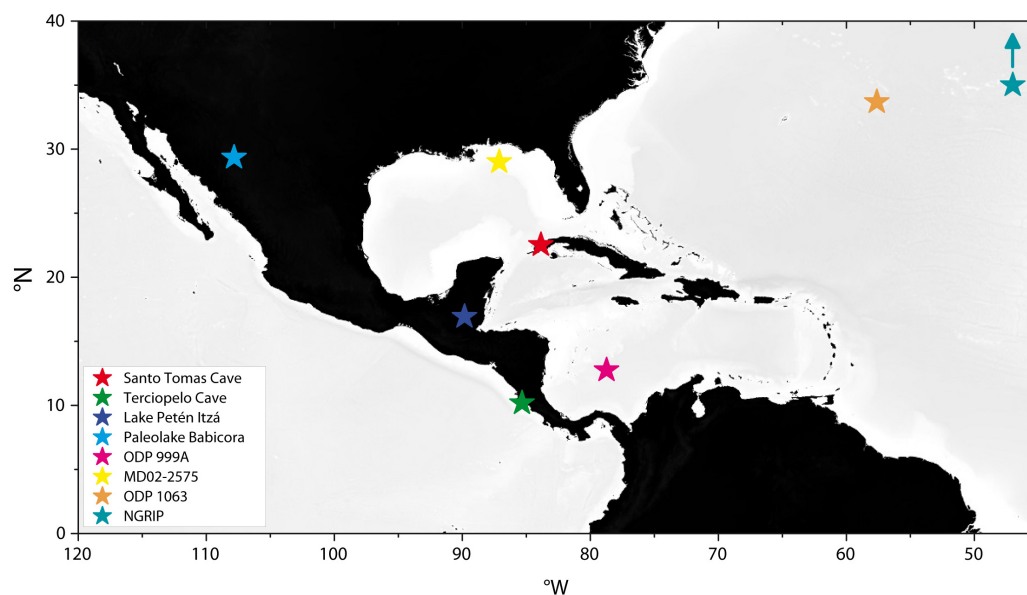 40
30
20
10
0
°N
Santo Tomas Cave
Terciopelo Cave
Lake Petén Itzá
Paleolake Babicora
ODP 999A
MD02-2575
ODP 1063
NGRIP
120 110 100 90 80 70 60 50
°W